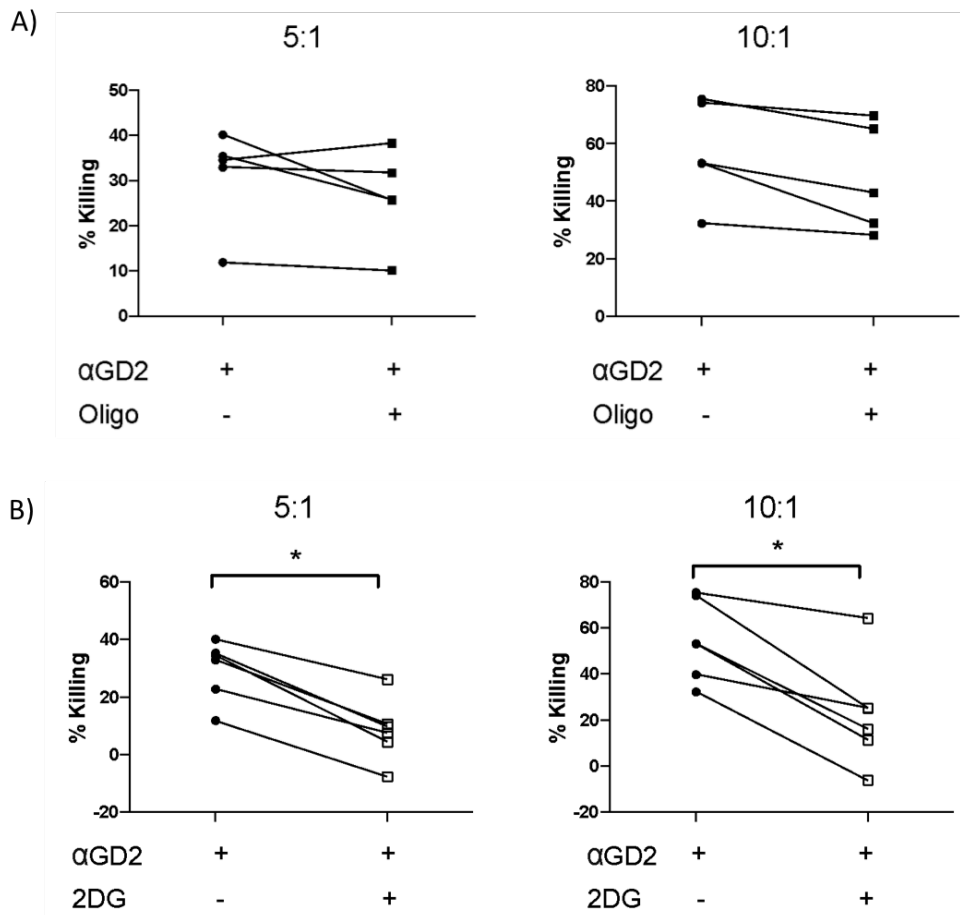 A)
5:1
10:1
% Killing
50
40
30
20
10
0
% Killing
80
60
40
20
0
αGD2 + +
Oligo - +
αGD2 + +
Oligo - +
B)
5:1
10:1
*
*
% Killing
60
40
20
0
-20
% Killing
80
60
40
20
0
-20
αGD2 + +
2DG - +
αGD2 + +
2DG - +